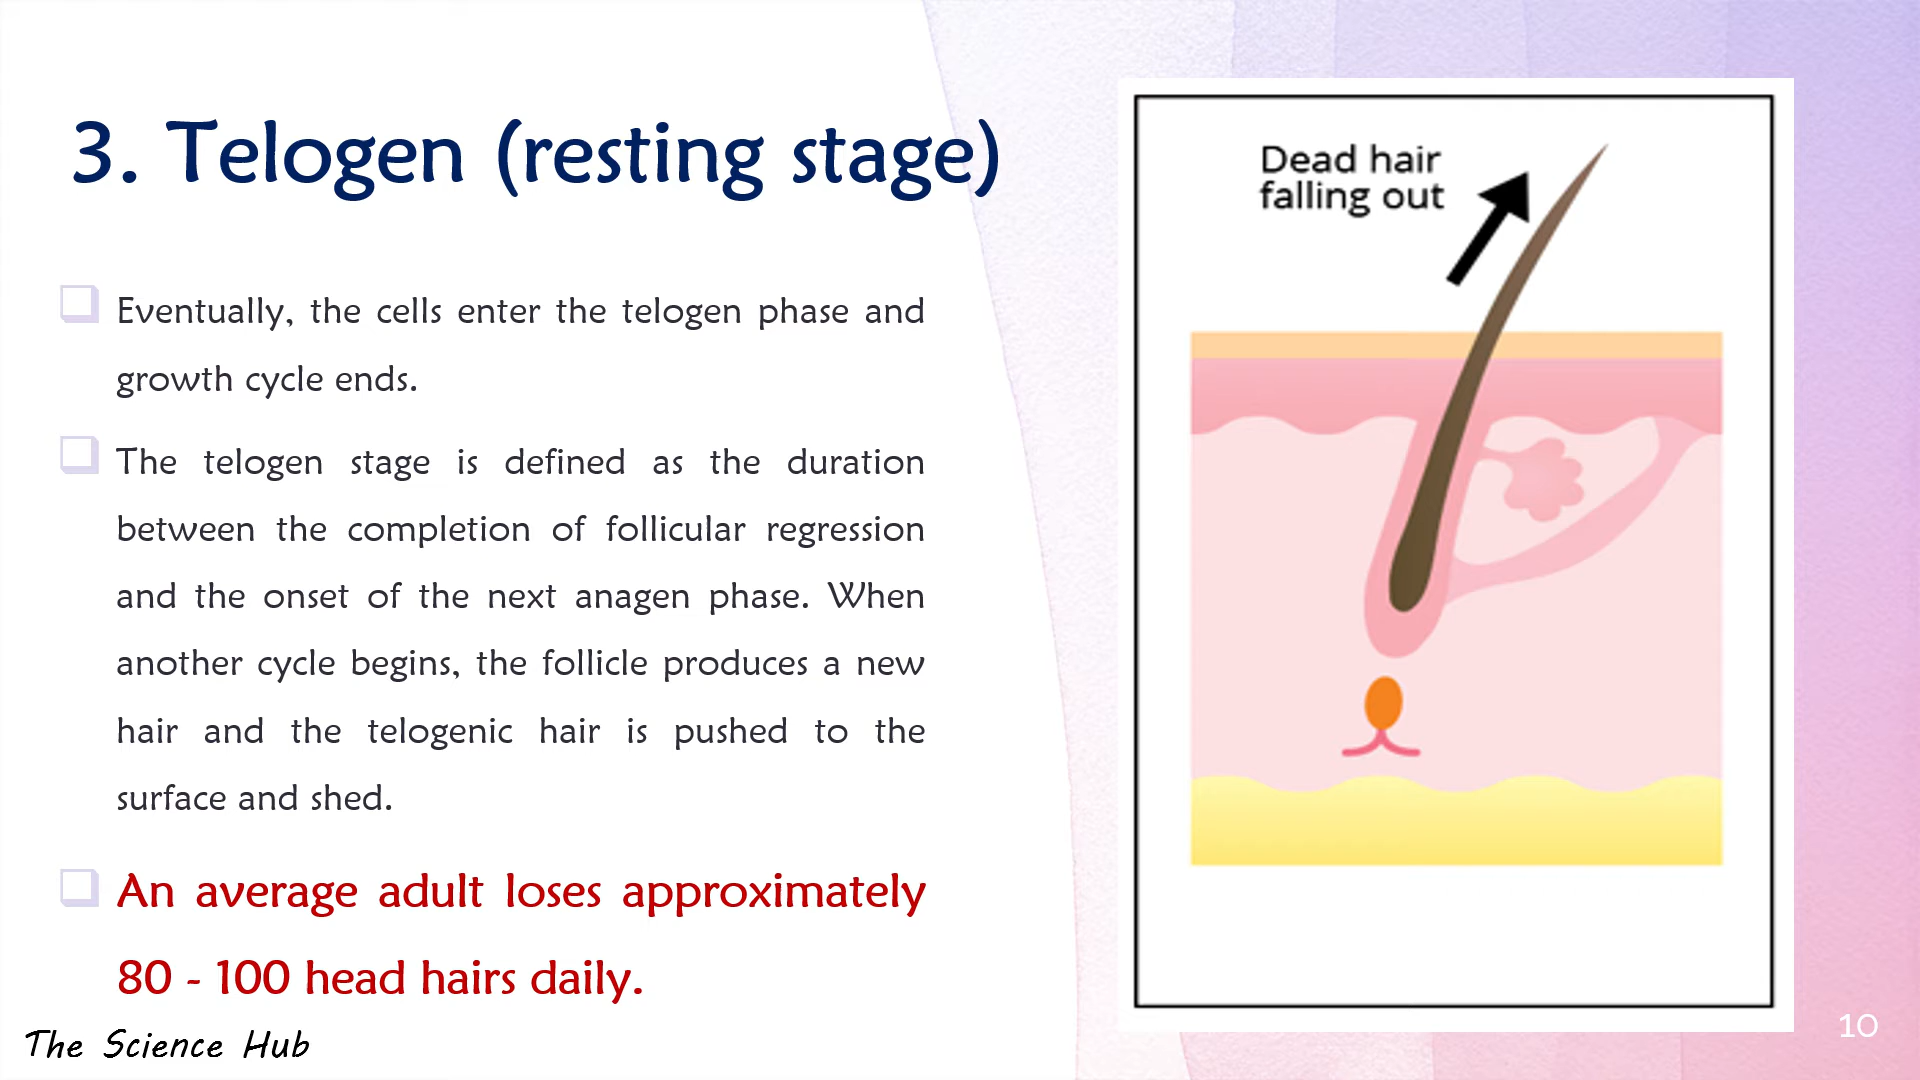 3. Telogen (resting stage)
Eventually, the cells enter the telogen phase and
growth cycle ends.
The telogen stage is defined as the duration
between the completion of follicular regression
and the onset of the next anagen phase. When
another cycle begins, the follicle produces a new
hair and the telogenic hair is pushed to the
surface and shed.
An average adult loses approximately
80 - 100 head hairs daily.
The Science Hub
Dead hair
falling out
10